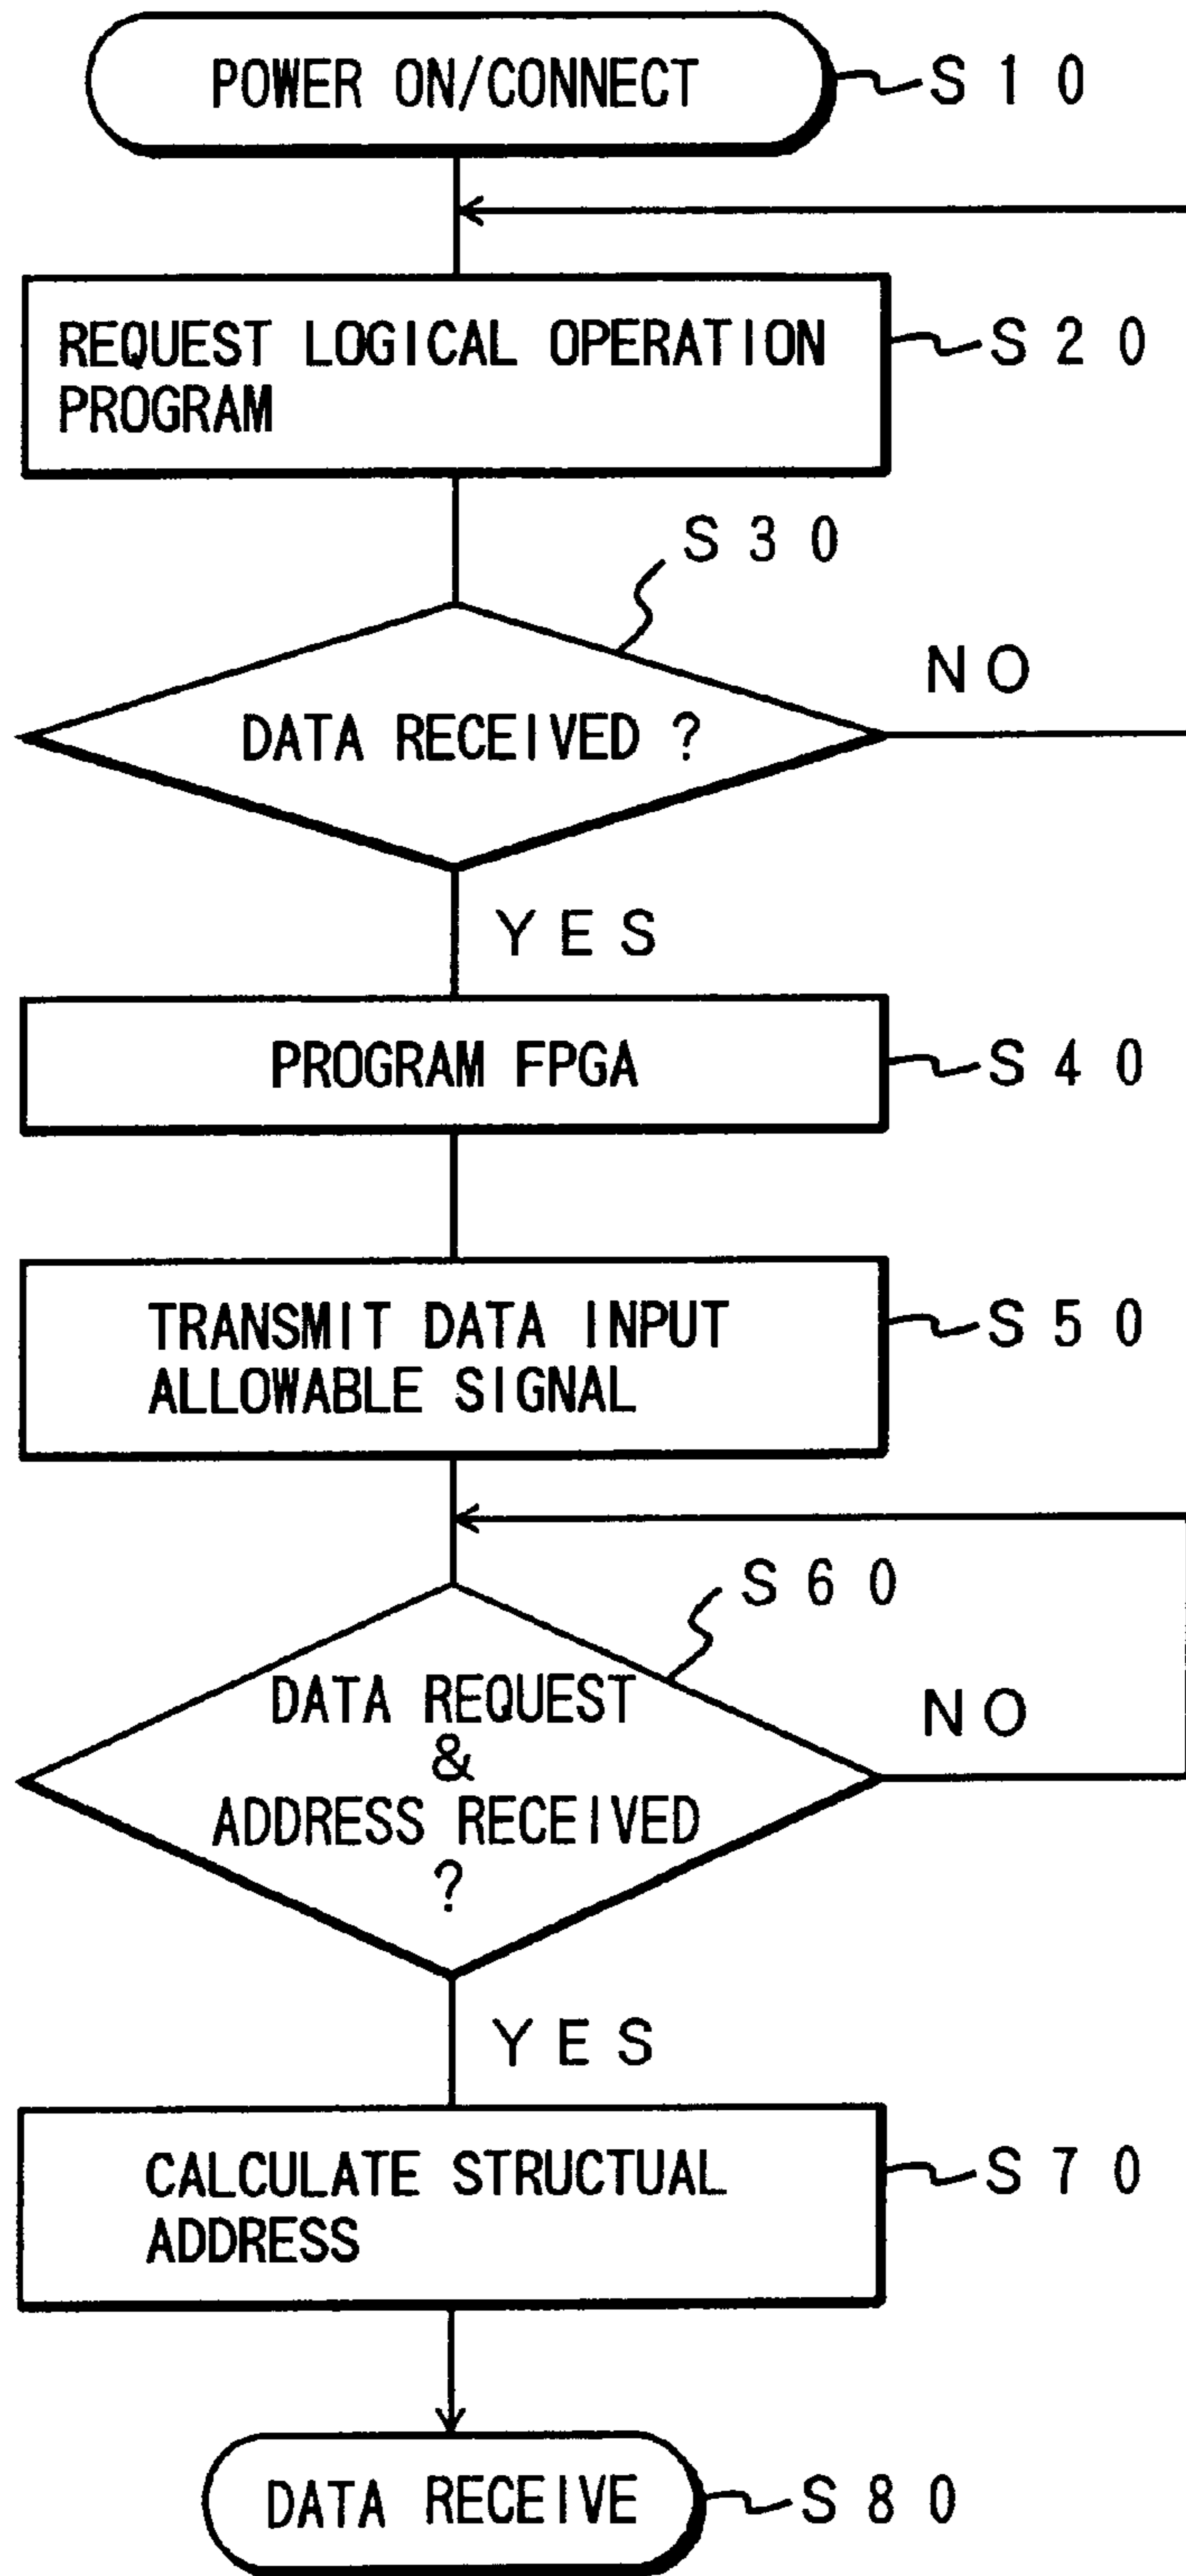 POWER ON/CONNECT
S10
REQUEST LOGICAL OPERATION
PROGRAM
S20
S30
DATA RECEIVED ?
NO
YES
PROGRAM FPGA
S40
TRANSMIT DATA INPUT
ALLOWABLE SIGNAL
S50
S60
DATA REQUEST
&
ADDRESS RECEIVED
?
NO
YES
CALCULATE STRUCTUAL
ADDRESS
S70
DATA RECEIVE
S80